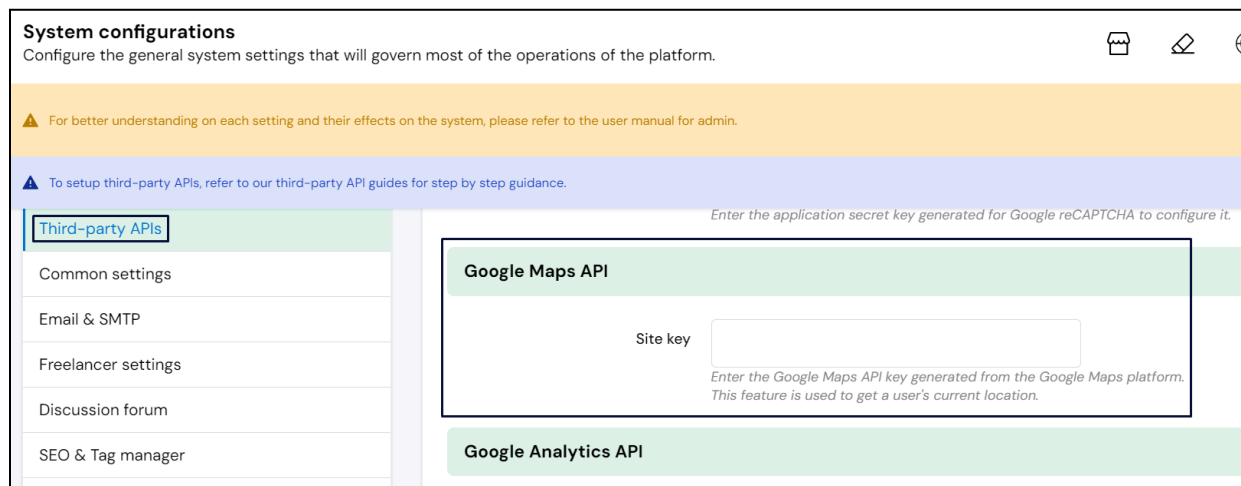 System configurations
Configure the general system settings that will govern most of the operations of the platform.
For better understanding on each setting and their effects on the system, please refer to the user manual for admin.
To setup third-party APIs, refer to our third-party API guides for step by step guidance.
Third-party APIs
Common settings
Email & SMTP
Freelancer settings
Discussion forum
SEO & Tag manager
Enter the application secret key generated for Google reCAPTCHA to configure it.
Google Maps API
Site key
Enter the Google Maps API key generated from the Google Maps platform.
This feature is used to get a user's current location.
Google Analytics API